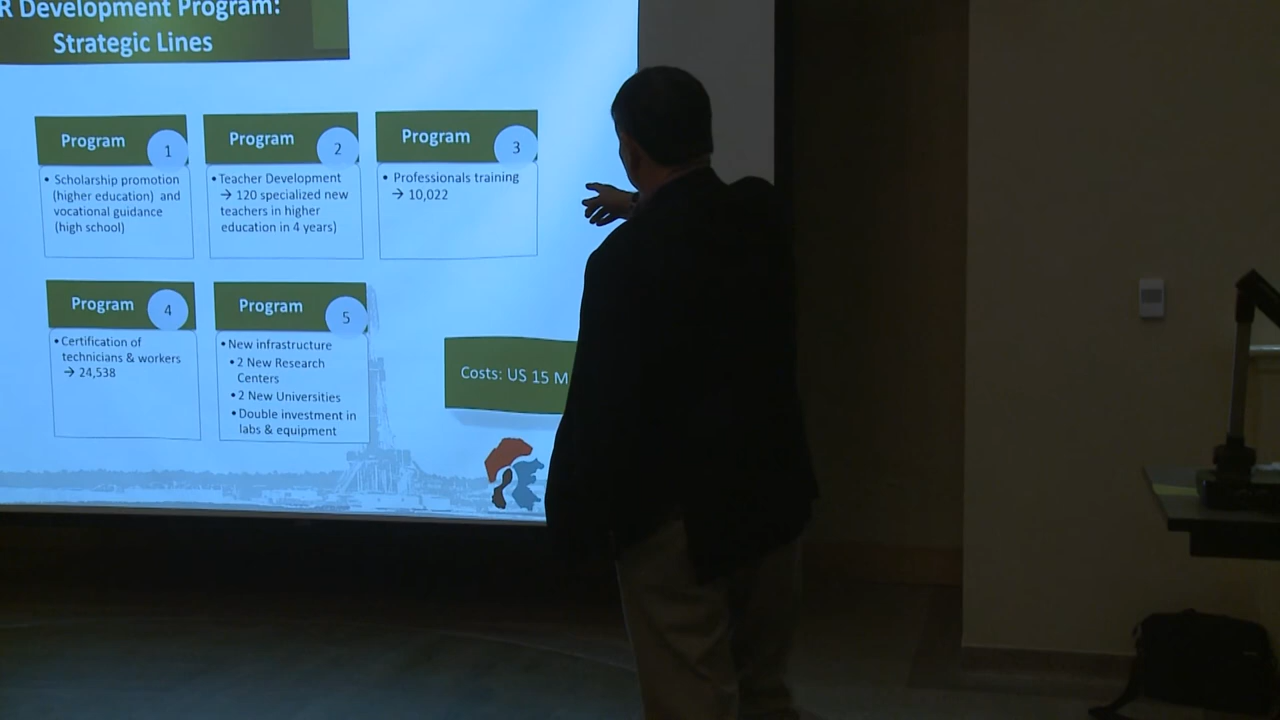 R Development Program:
Strategic Lines
Program 1
• Scholarship promotion
(higher education) and
vocational guidance
(high school)
Program 2
• Teacher Development
→ 120 specialized new
teachers in higher
education in 4 years)
Program 3
• Professionals training
→ 10,022
Program 4
• Certification of
technicians & workers
→ 24,538
Program 5
• New infrastructure
• 2 New Research
Centers
• 2 New Universities
• Double investment in
labs & equipment
Costs: US 15 M